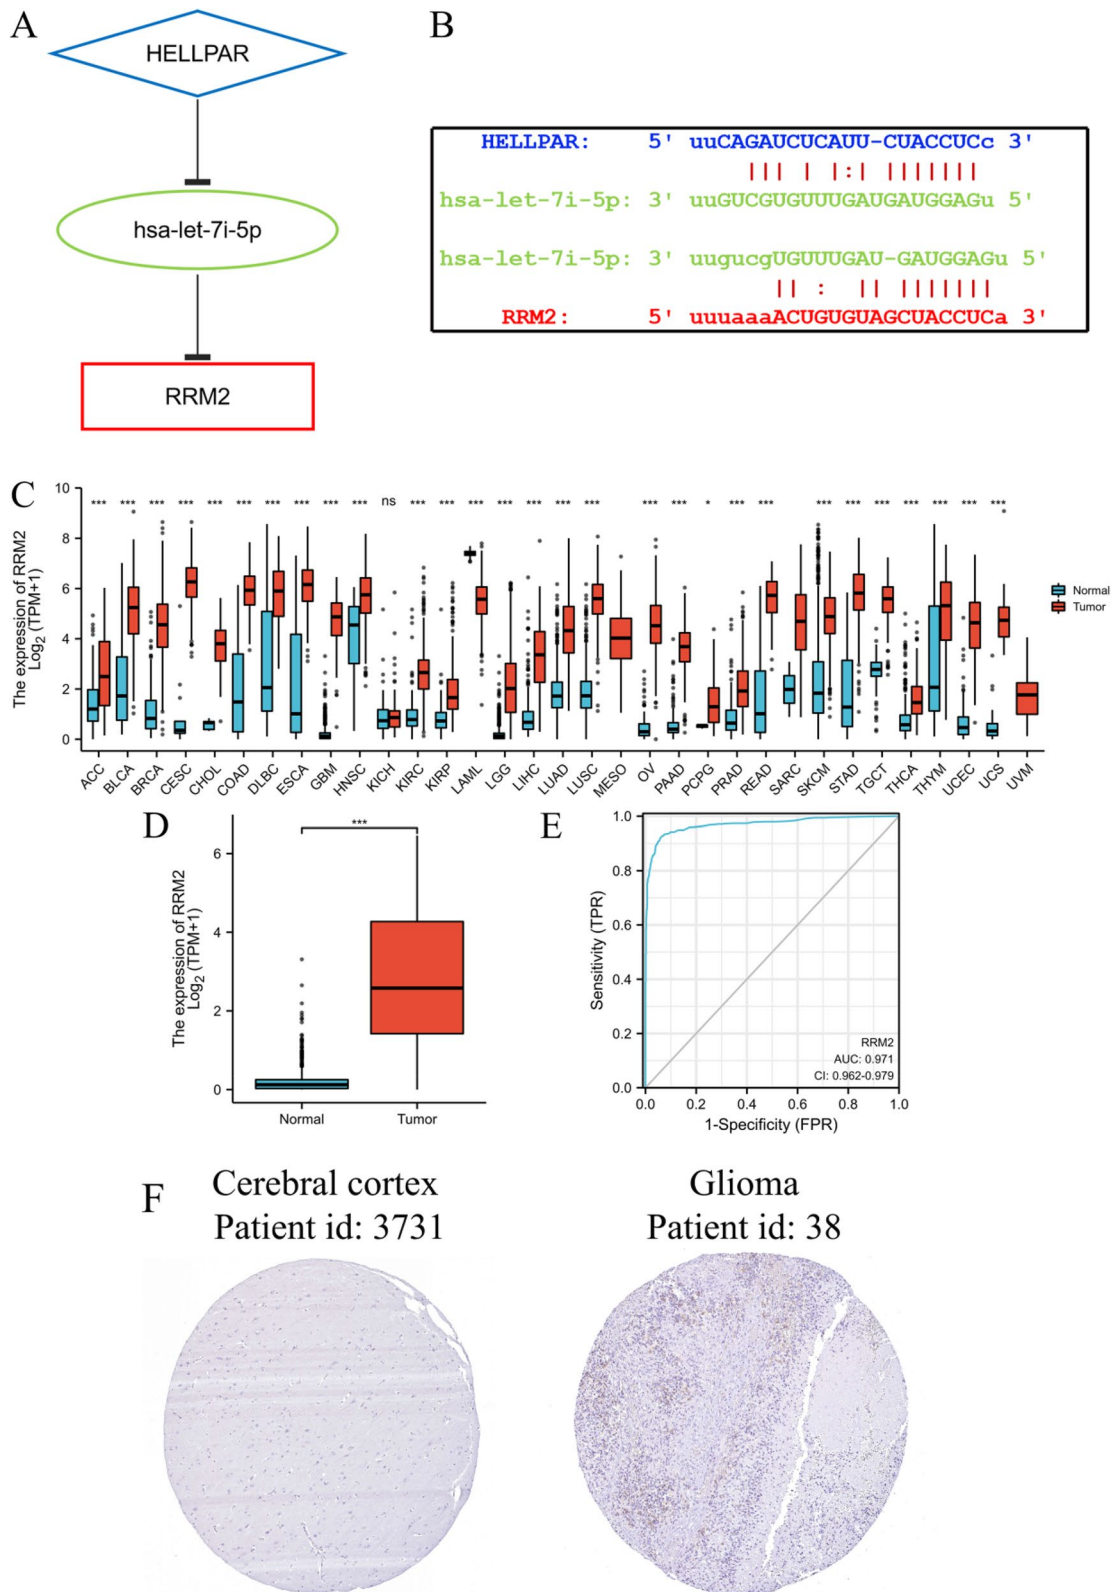 A
HELLPAR
hsa-let-7i-5p
RRM2
B
HELLPAR: 5' uuCAGAUCUCAUU-CUACCUCc 3'
||| | |:| |||||||
hsa-let-7i-5p: 3' uuGUCGUGUUUGAUGAUGGAGu 5'
hsa-let-7i-5p: 3' uugucgUGUUUGAU-GAUGGAGu 5'
|| : || |||||||
RRM2: 5' uuuaaaACUGUGUAGCUACCUCa 3'
C
The expression of RRM2
Log2 (TPM+1)
10
8
6
4
2
0
*** *** *** *** *** *** *** *** *** *** ns *** *** *** *** *** *** *** *** *** * *** *** *** *** *** *** *** *** ***
Normal
Tumor
ACC BLCA BRCA CESC CHOL COAD DLBC ESCA GBM HNSC KICH KIRC KIRP LAML LGG LIHC LUAD LUSC MESO OV PAAD PCPG PRAD READ SARC SKCM STAD TGCT THCA THYM UCEC UCS UVM
D
The expression of RRM2
Log2 (TPM+1)
6
4
2
0
***
Normal Tumor
E
Sensitivity (TPR)
1.0
0.8
0.6
0.4
0.2
0.0
RRM2
AUC: 0.971
CI: 0.962-0.979
0.0 0.2 0.4 0.6 0.8 1.0
1-Specificity (FPR)
F
Cerebral cortex
Patient id: 3731
Glioma
Patient id: 38